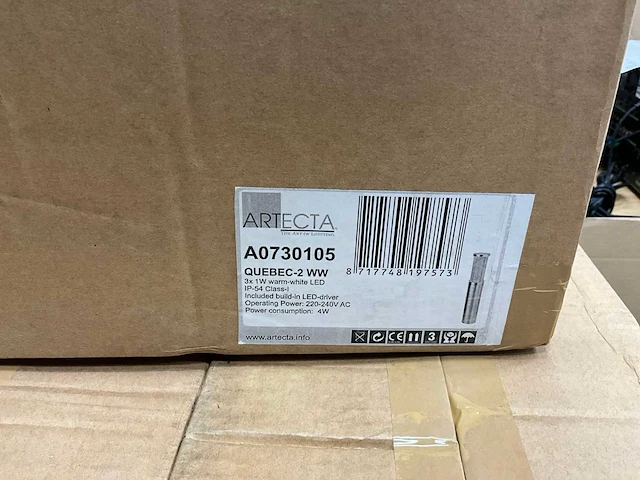 ARTECTA
THE ART OF LIGHTING
A0730105
QUEBEC-2 WW
3x 1W warm-white LED
IP-54 Class-I
Included build-in LED-driver
Operating Power: 220-240V AC
Power consumption: 4W
8 717748 197573
www.artecta.info
CE
3